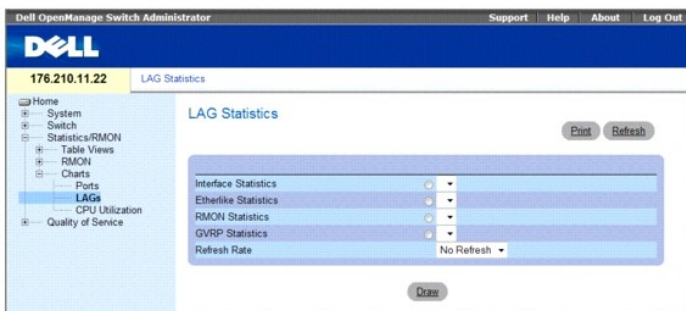 Dell OpenManage Switch Administrator
Support Help About Log Out
DELL
176.210.11.22
LAG Statistics
Home
System
Switch
Statistics/RMON
Table Views
RMON
Charts
Ports
LAGs
CPU Utilization
Quality of Service
LAG Statistics
Print Refresh
Interface Statistics
Etherlike Statistics
RMON Statistics
GVRP Statistics
Refresh Rate No Refresh
Draw